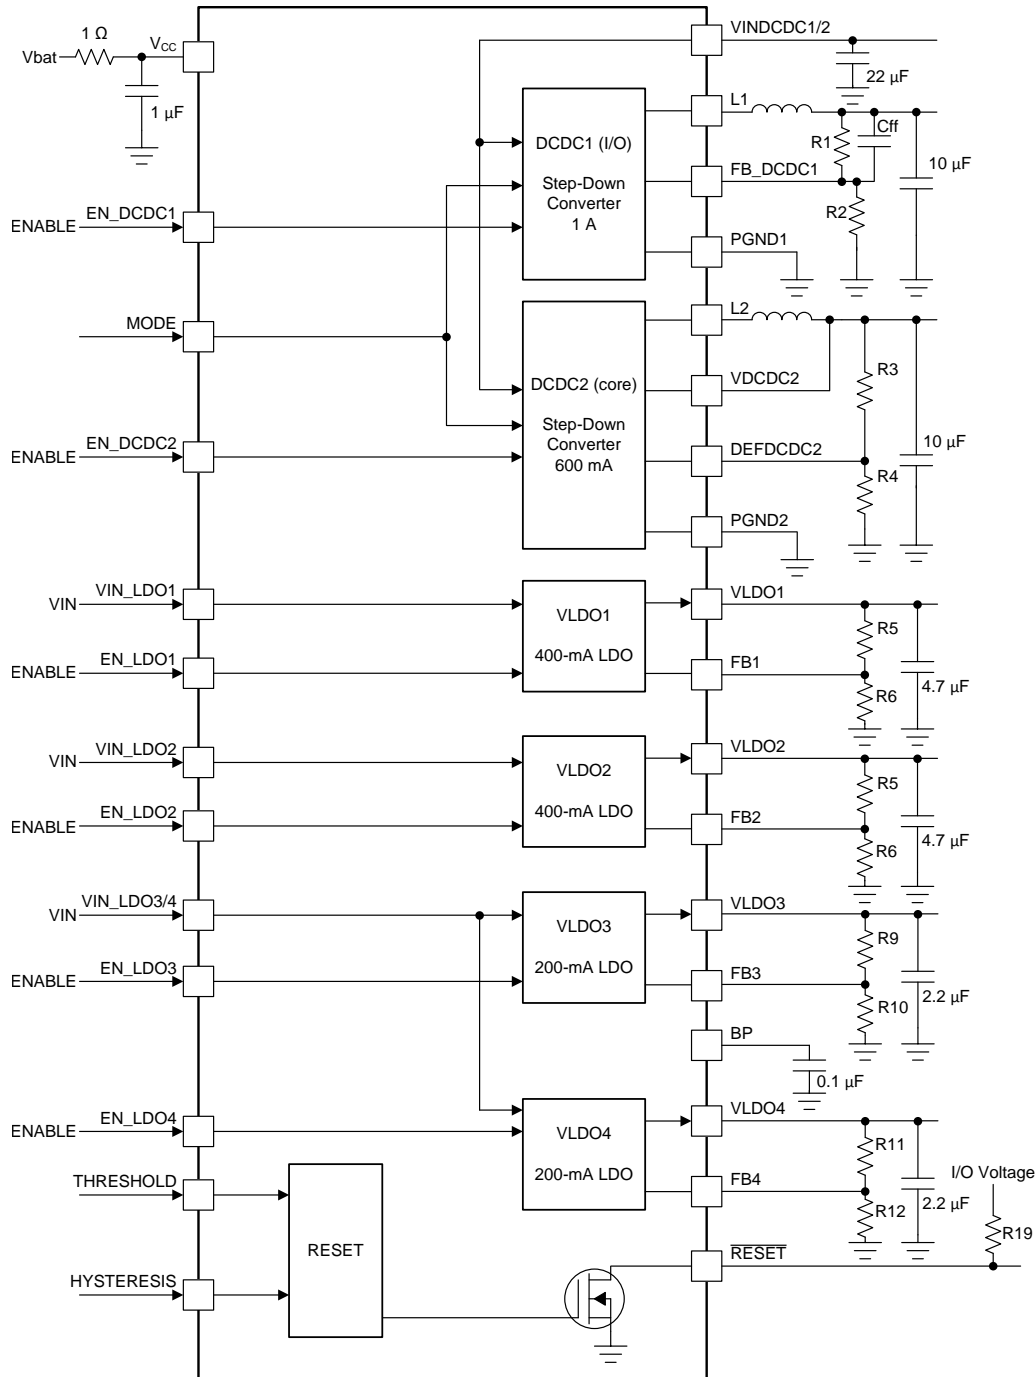 1 Ω
Vbat
VCC
1 µF
VINDCDC1/2
22 µF
L1
DCDC1 (I/O)
Step-Down
Converter
1 A
R1
Cff
FB_DCDC1
10 µF
R2
ENABLE
EN_DCDC1
PGND1
MODE
L2
DCDC2 (core)
Step-Down
Converter
600 mA
VDCDC2
R3
ENABLE
EN_DCDC2
DEFDCDC2
10 µF
R4
PGND2
VIN
VIN_LDO1
VLDO1
400-mA LDO
VLDO1
R5
ENABLE
EN_LDO1
FB1
4.7 µF
R6
VIN
VIN_LDO2
VLDO2
400-mA LDO
VLDO2
R5
ENABLE
EN_LDO2
FB2
4.7 µF
R6
VIN
VIN_LDO3/4
VLDO3
200-mA LDO
VLDO3
R9
ENABLE
EN_LDO3
FB3
2.2 µF
R10
BP
0.1 µF
ENABLE
EN_LDO4
VLDO4
200-mA LDO
VLDO4
R11
THRESHOLD
FB4
2.2 µF
R12
I/O Voltage
R19
RESET
RESET
HYSTERESIS